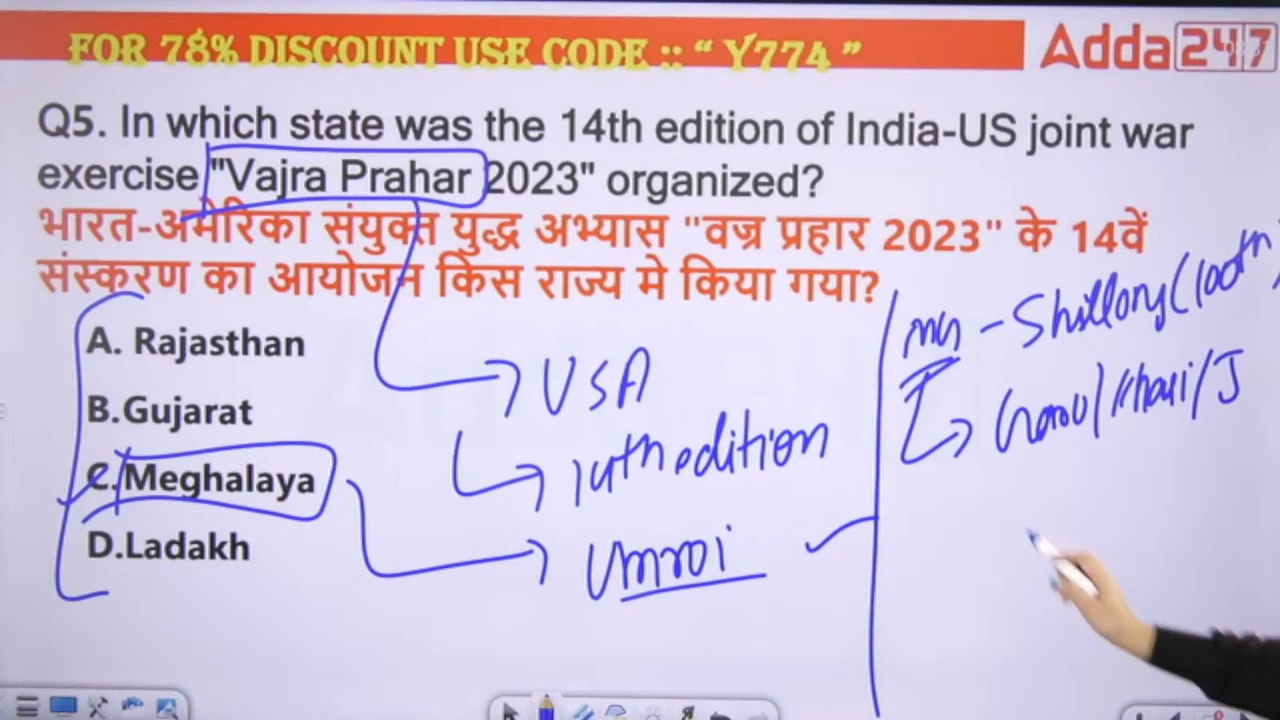 FOR 78% DISCOUNT USE CODE :: “ Y774 ”
Adda247
Q5. In which state was the 14th edition of India-US joint war
exercise "Vajra Prahar 2023" organized?
भारत-अमेरिका संयुक्त युद्ध अभ्यास "वज्र प्रहार 2023" के 14वें
संस्करण का आयोजन किस राज्य मे किया गया?
A. Rajasthan
B.Gujarat
C.Meghalaya
D.Ladakh
USA
14th edition
Umroi
- Shillong (100th